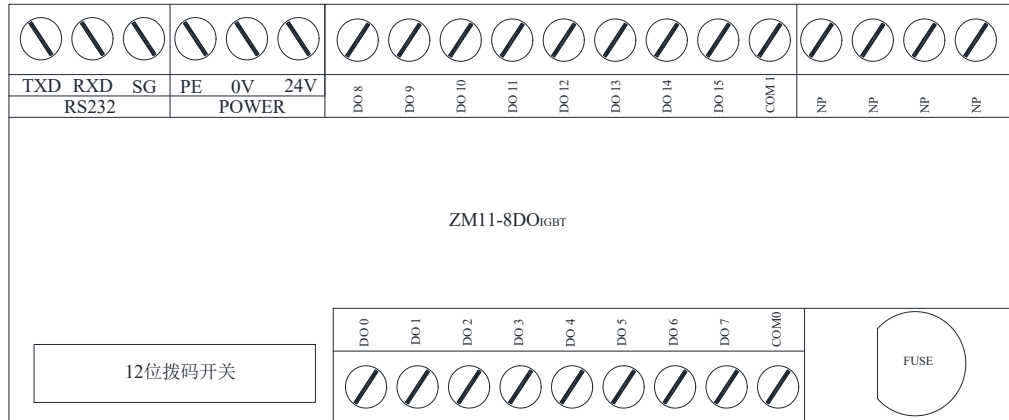 TXD RXD SG PE 0V 24V
RS232 POWER
DO 8 DO 9 DO 10 DO 11 DO 12 DO 13 DO 14 DO 15 COM 1 NP NP NP NP
ZM11-8DOIGBT
DO 0 DO 1 DO 2 DO 3 DO 4 DO 5 DO 6 DO 7 COM0
12位拨码开关
FUSE